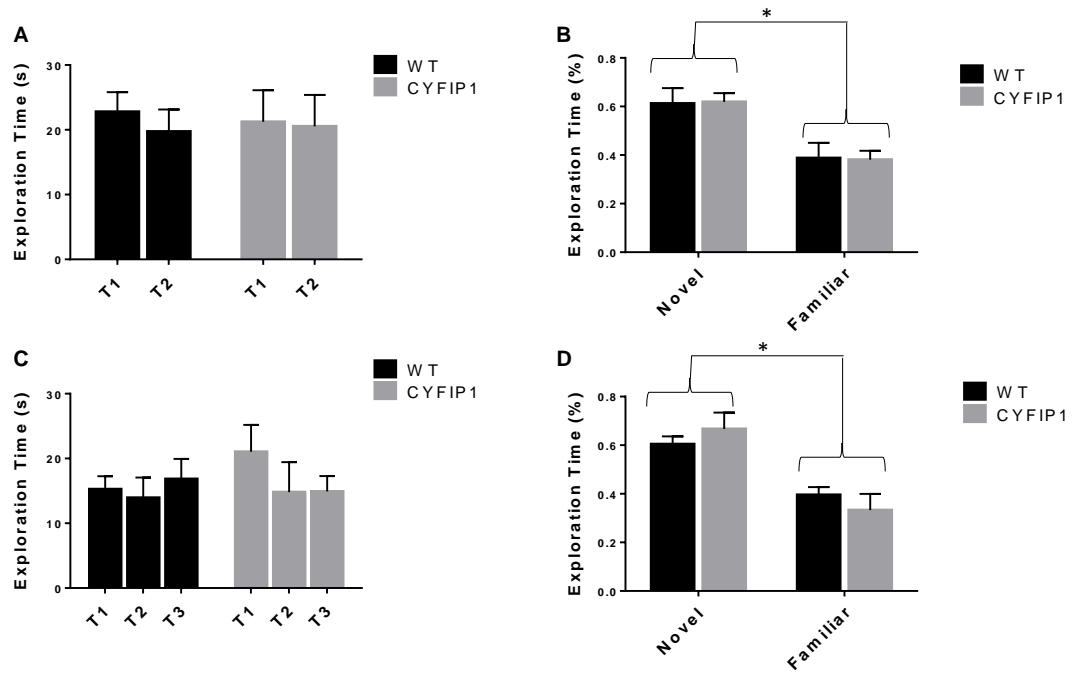 A
Exploration Time (s)
30
20
10
0
T1
T2
T1
T2
WT
CYFIP1
B
*
Exploration Time (%)
0.8
0.6
0.4
0.2
0.0
Novel
Familiar
WT
CYFIP1
C
Exploration Time (s)
30
20
10
0
T1
T2
T3
T1
T2
T3
WT
CYFIP1
D
*
Exploration Time (%)
0.8
0.6
0.4
0.2
0.0
Novel
Familiar
WT
CYFIP1